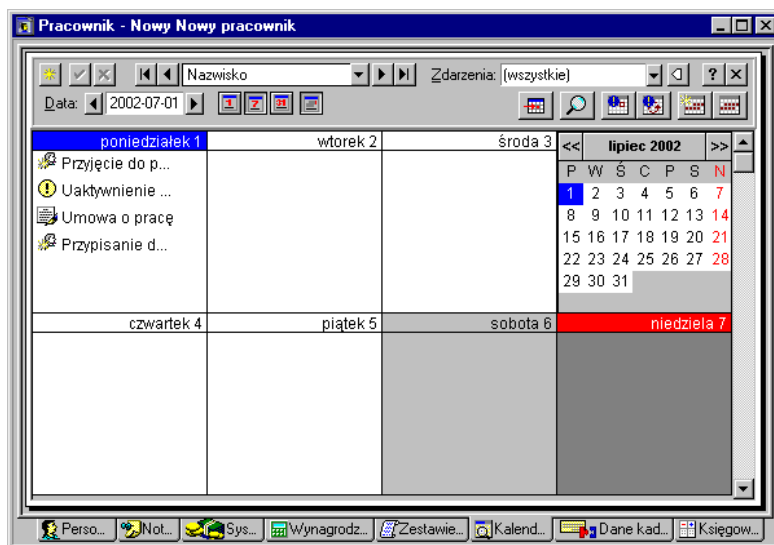 Pracownik - Nowy Nowy pracownik
Nazwisko Zdarzenia: (wszystkie)
Data: 2002-07-01 1 7 31
poniedziałek 1 wtorek 2 środa 3 << lipiec 2002 >>
Przyjęcie do p...
Uaktywnienie ...
Umowa o pracę
Przypisanie d...
P W Ś C P S N
1 2 3 4 5 6 7
8 9 10 11 12 13 14
15 16 17 18 19 20 21
22 23 24 25 26 27 28
29 30 31
czwartek 4 piątek 5 sobota 6 niedziela 7
Perso... Not... Sys... Wynagrodz... Zestawie... Kalend... Dane kad... Księgow...